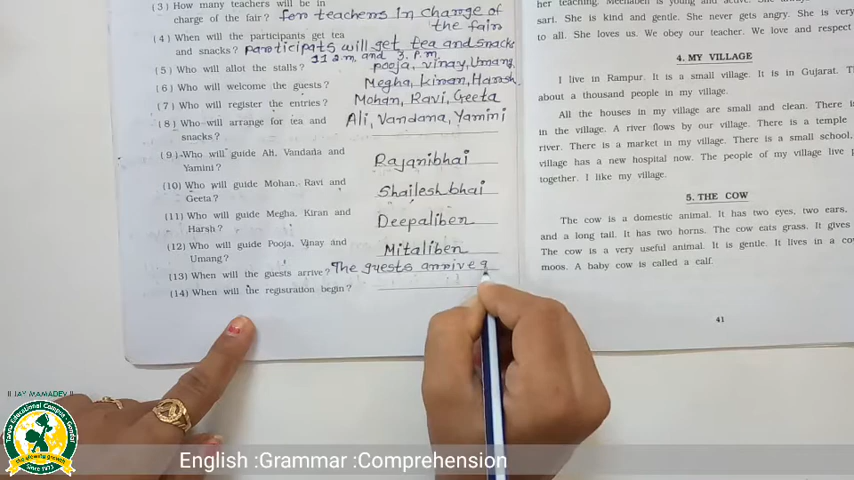 (3) How many teachers will be in
charge of the fair? Ten teachers in charge of
the fair
(4) When will the participants get tea
and snacks? Participats will get tea and snacks
11 a.m. and 3. P.m.
(5) Who will allot the stalls? pooja, vinay, Umang,
(6) Who will welcome the guests? Megha, kiran, Harsh.
(7) Who will register the entries? Mohan, Ravi, Geeta
(8) Who will arrange for tea and Ali, Vandana, Yamini
snacks?
(9) Who will guide Ali, Vandana and Rajanibhai
Yamini?
(10) Who will guide Mohan, Ravi and Shailesh bhai
Geeta?
(11) Who will guide Megha, Kiran and Deepaliben
Harsh?
(12) Who will guide Pooja, Vinay and Mitaliben
Umang?
(13) When will the guests arrive? The guests arrive
(14) When will the registration begin?
her teaching. Meenaben is young and active. She has
sari. She is kind and gentle. She never gets angry. She is very
to all. She loves us. We obey our teacher. We love and respect
4. MY VILLAGE
I live in Rampur. It is a small village. It is in Gujarat.
about a thousand people in my village.
All the houses in my village are small and clean. There
in the village. A river flows by our village. There is a temple
river. There is a market in my village. There is a small school,
village has a new hospital now. The people of my village live
together. I like my village.
5. THE COW
The cow is a domestic animal. It has two eyes, two ears,
and a long tail. It has two horns. The cow eats grass. It gives
The cow is a very useful animal. It is gentle. It lives in a
moos. A baby cow is called a calf.
41
|| JAY MAMADEV ||
English :Grammar :Comprehension